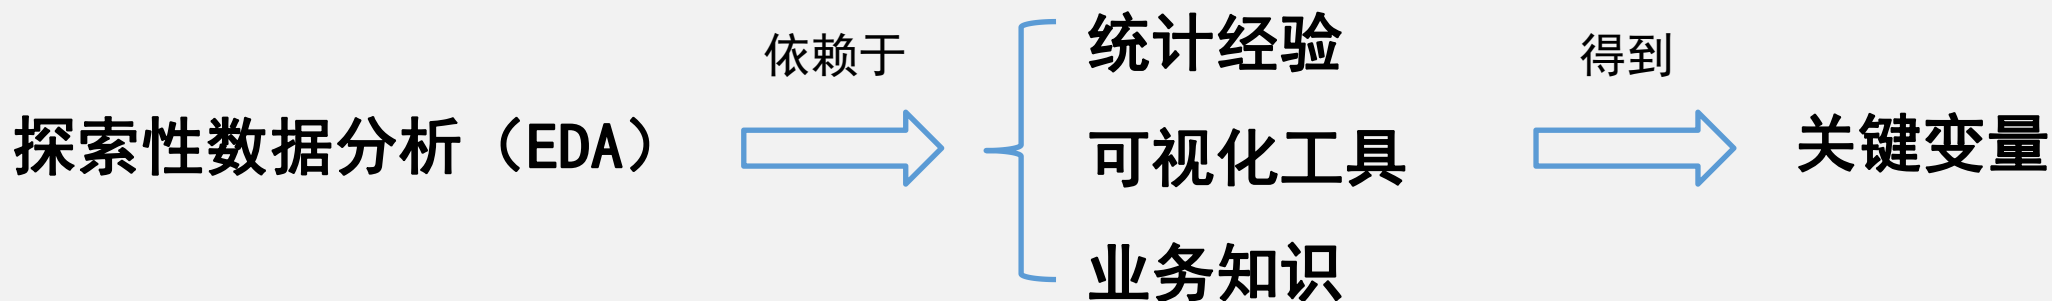 探索性数据分析（EDA）
依赖于
统计经验
可视化工具
业务知识
得到
关键变量